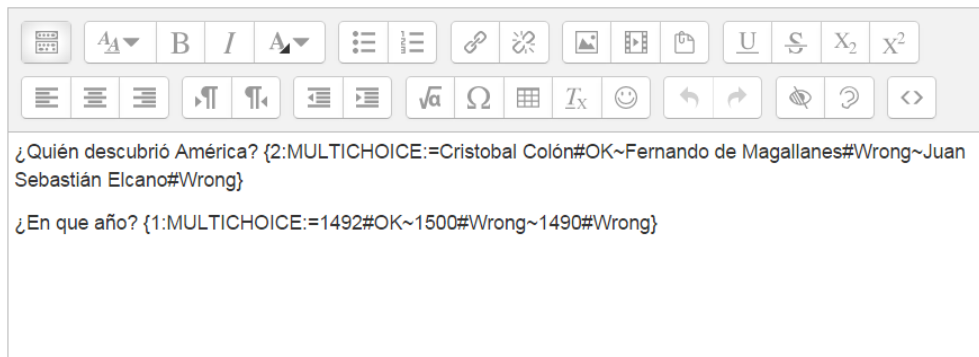 ¿Quién descubrió América? {2:MULTICHOICE:=Cristobal Colón#OK~Fernando de Magallanes#Wrong~Juan
Sebastián Elcano#Wrong}
¿En que año? {1:MULTICHOICE:=1492#OK~1500#Wrong~1490#Wrong}